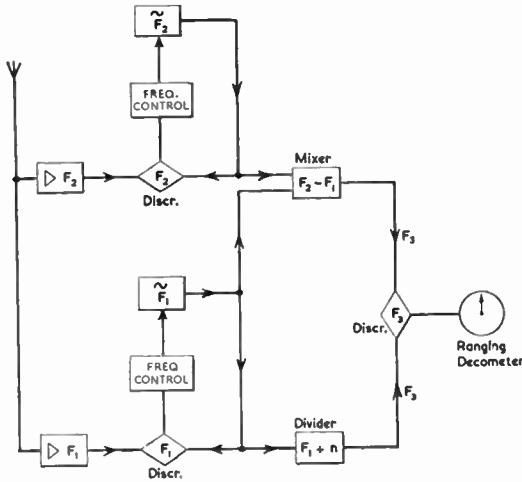 ~
F₂
FREQ.
CONTROL
▷ F₂
F₂
Discr.
Mixer
F₂ – F₁
F₃
~
F₁
F₃
Discr.
Ranging
Decometer
FREQ
CONTROL
F₃
Divider
▷ F₁
F₁
F₁ ÷ n
Discr.